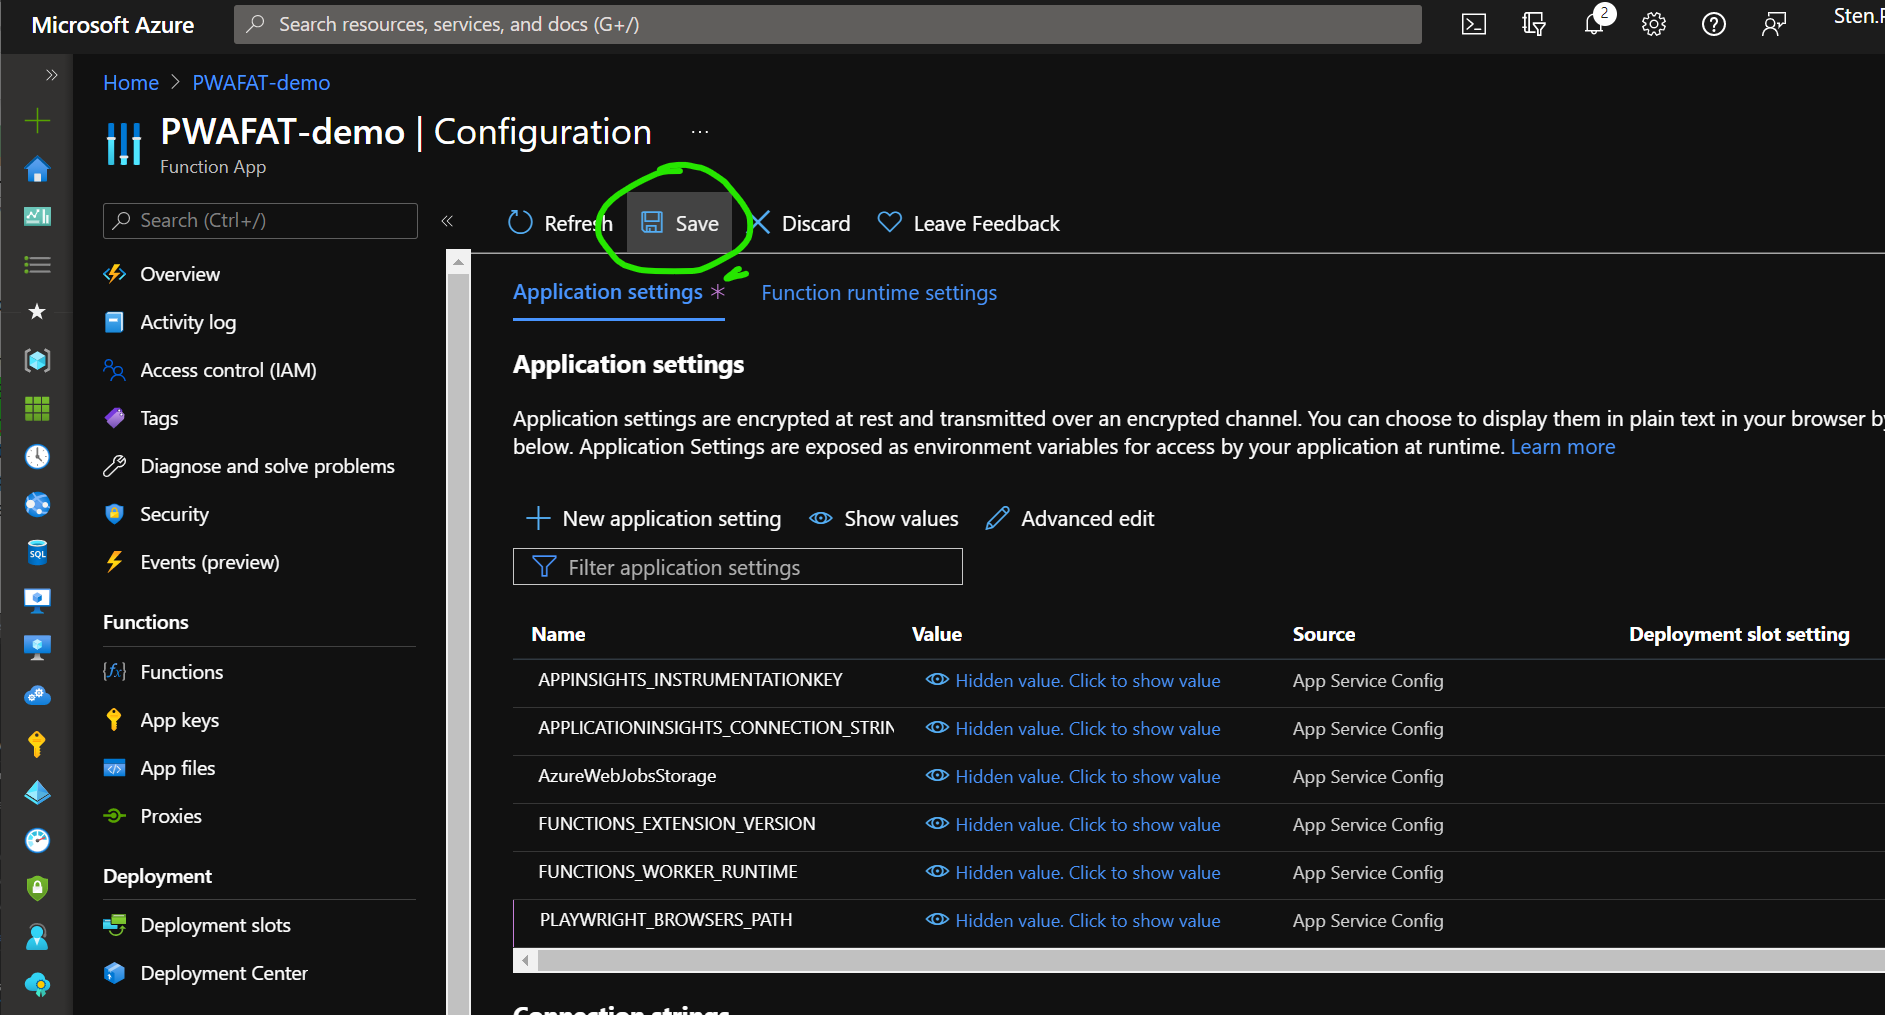 Microsoft Azure
Search resources, services, and docs (G+/)
2
Sten.P
Home > PWAFAT-demo
PWAFAT-demo | Configuration ...
Function App
Search (Ctrl+/)
Overview
Activity log
Access control (IAM)
Tags
Diagnose and solve problems
Security
Events (preview)
Functions
Functions
App keys
App files
Proxies
Deployment
Deployment slots
Deployment Center
Refresh Save Discard Leave Feedback
Application settings * Function runtime settings
Application settings
Application settings are encrypted at rest and transmitted over an encrypted channel. You can choose to display them in plain text in your browser by
below. Application Settings are exposed as environment variables for access by your application at runtime. Learn more
New application setting Show values Advanced edit
Filter application settings
Name Value Source Deployment slot setting
APPINSIGHTS_INSTRUMENTATIONKEY Hidden value. Click to show value App Service Config
APPLICATIONINSIGHTS_CONNECTION_STRIN Hidden value. Click to show value App Service Config
AzureWebJobsStorage Hidden value. Click to show value App Service Config
FUNCTIONS_EXTENSION_VERSION Hidden value. Click to show value App Service Config
FUNCTIONS_WORKER_RUNTIME Hidden value. Click to show value App Service Config
PLAYWRIGHT_BROWSERS_PATH Hidden value. Click to show value App Service Config
Connection strings
SQL